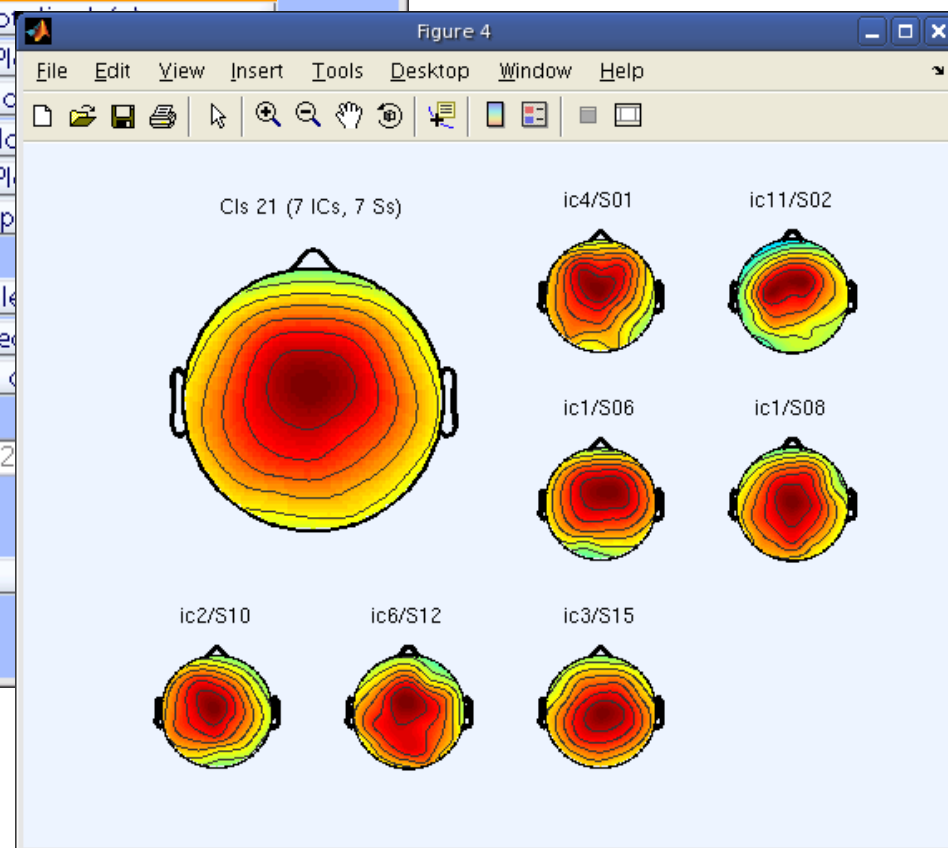 Figure 4
File Edit View Insert Tools Desktop Window Help
Cls 21 (7 ICs, 7 Ss)
ic4/S01
ic11/S02
ic1/S06
ic1/S08
ic2/S10
ic6/S12
ic3/S15